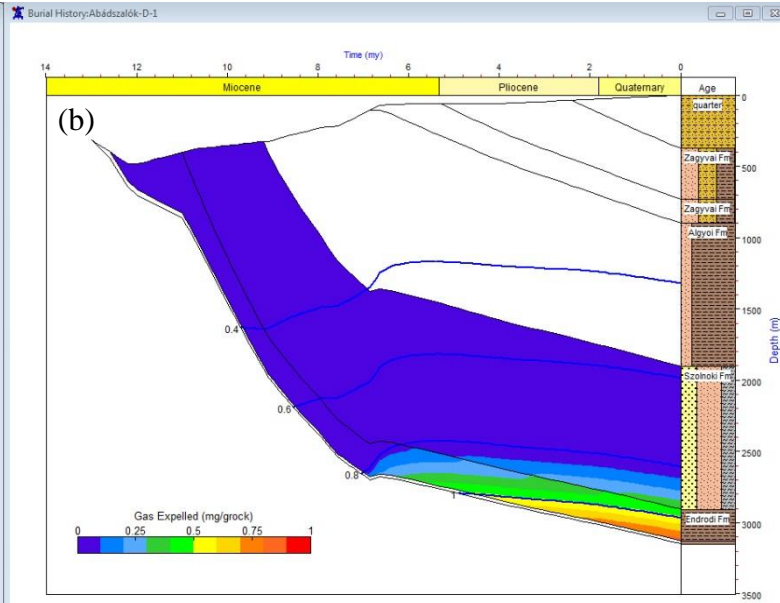 Burial History:Abádszalók-D-1
Time (my)
14 12 10 8 6 4 2 0
Miocene Pliocene Quaternary Age
(b)
quarter
Zagyvai Fm
Zagyvai Fm
Algyoi Fm
Szolnoki Fm
Endrodi Fm
0
500
1000
1500
2000
2500
3000
3500
Depth (m)
0.4
0.6
0.8
1
Gas Expelled (mg/grock)
0 0.25 0.5 0.75 1